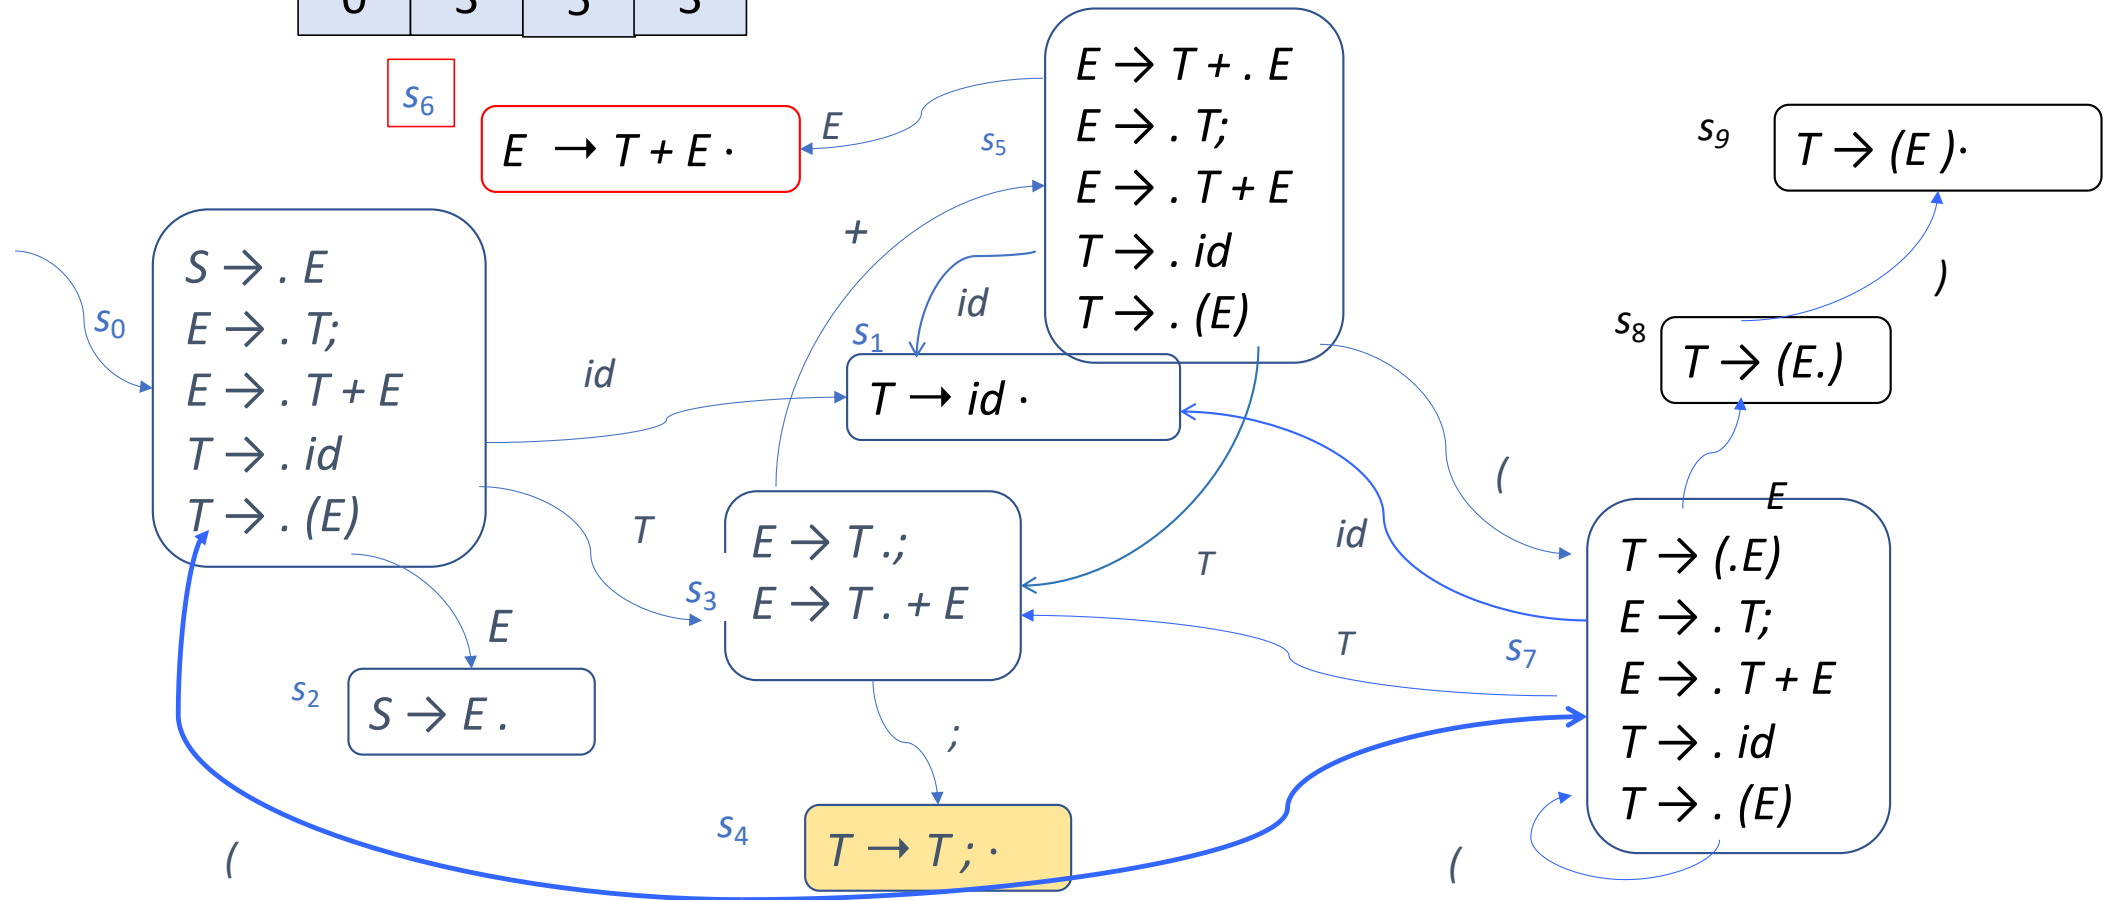 s6
E → T + E ·
E
s5
E → T + . E
E → . T;
E → . T + E
T → . id
T → . (E)
s9
T → (E )·
+
id
)
s0
S → . E
E → . T;
E → . T + E
T → . id
T → . (E)
id
s1
T → id ·
s8
T → (E.)
(
E
T
id
T
s3
E → T .;
E → T . + E
T
s7
T → (.E)
E → . T;
E → . T + E
T → . id
T → . (E)
E
s2
S → E .
;
s4
T → T ; ·
(
(